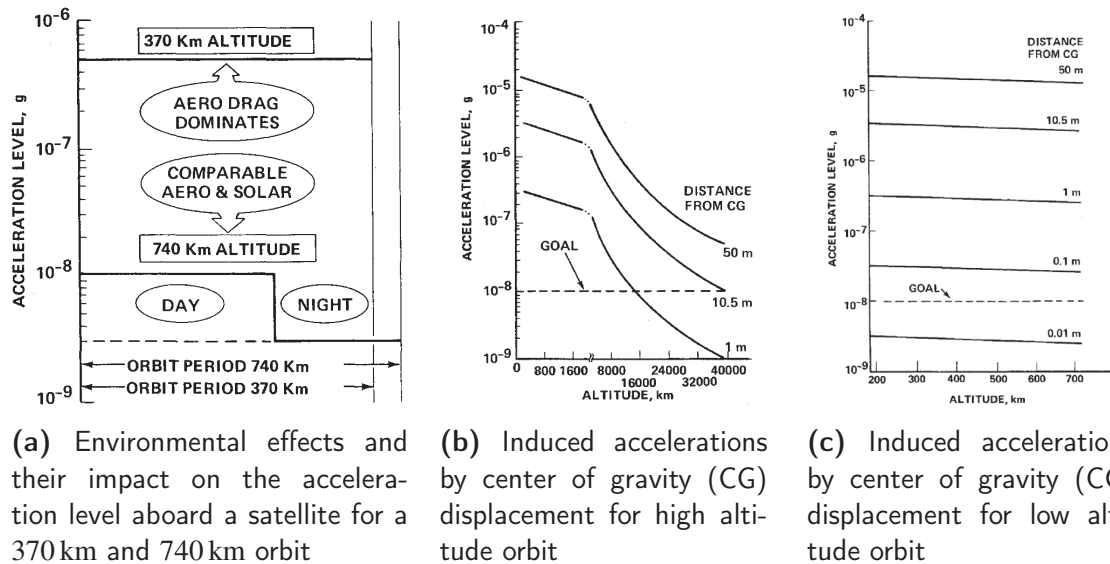 10⁻⁶
370 Km ALTITUDE
AERO DRAG
DOMINATES
10⁻⁷
COMPARABLE
AERO & SOLAR
740 Km ALTITUDE
10⁻⁸
DAY
NIGHT
ORBIT PERIOD 740 Km
ORBIT PERIOD 370 Km
10⁻⁹
ACCELERATION LEVEL, g
(a) Environmental effects and
their impact on the accelera-
tion level aboard a satellite for a
370 km and 740 km orbit
10⁻⁴
10⁻⁵
10⁻⁶
10⁻⁷
10⁻⁸
10⁻⁹
ACCELERATION LEVEL, g
DISTANCE
FROM CG
GOAL
50 m
10.5 m
1 m
0 800 1600 16000 24000 32000 40000
ALTITUDE, km
(b) Induced accelerations
by center of gravity (CG)
displacement for high alti-
tude orbit
10⁻⁴
10⁻⁵
10⁻⁶
10⁻⁷
10⁻⁸
10⁻⁹
ACCELERATION LEVEL, g
DISTANCE
FROM CG
50 m
10.5 m
1 m
0.1 m
GOAL
0.01 m
200 300 400 500 600 700
ALTITUDE, km
(c) Induced acceleratio
by center of gravity (C
displacement for low al
tude orbit